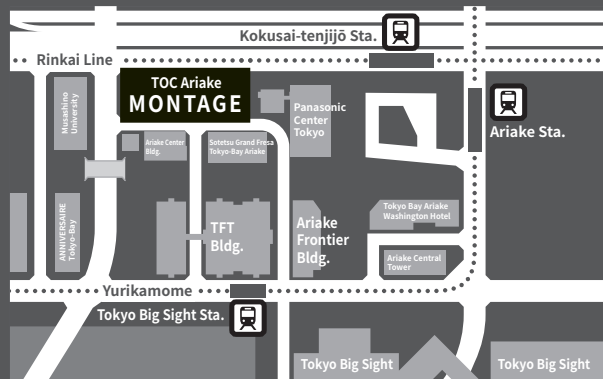 Kokusai-tenjijō Sta.
Rinkai Line
TOC Ariake
MONTAGE
Musashino
University
Panasonic
Center
Tokyo
Ariake Sta.
Ariake Center
Bldg.
Sotetsu Grand Fresa
Tokyo-Bay Ariake
ANNIVERSAIRE
Tokyo-Bay
TFT
Bldg.
Ariake
Frontier
Bldg.
Tokyo Bay Ariake
Washington Hotel
Ariake Central
Tower
Yurikamome
Tokyo Big Sight Sta.
Tokyo Big Sight
Tokyo Big Sight